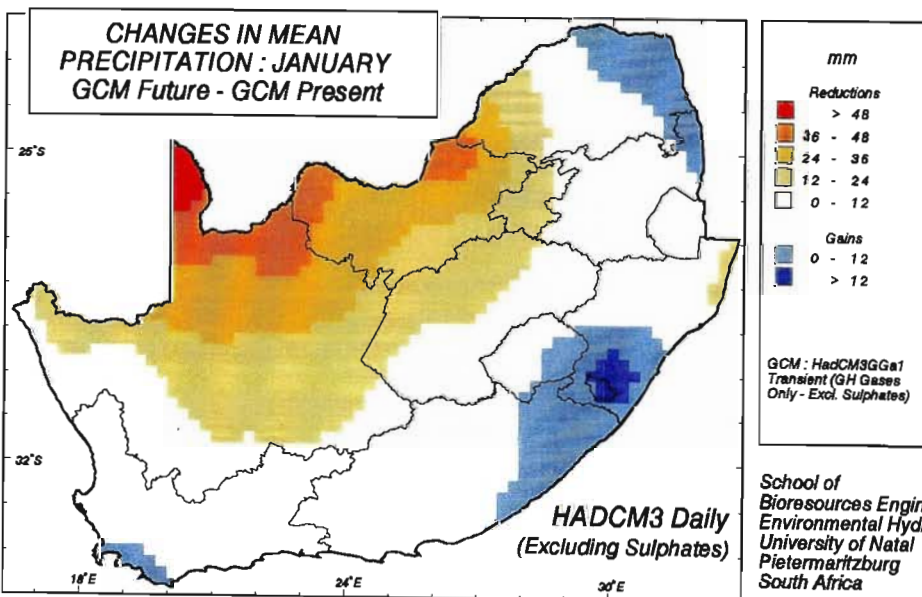 CHANGES IN MEAN
PRECIPITATION : JANUARY
GCM Future - GCM Present
25°S
32°S
18°E
24°E
30°E
HADCM3 Daily
(Excluding Sulphates)
mm
Reductions
> 48
36 - 48
24 - 36
12 - 24
0 - 12
Gains
0 - 12
> 12
GCM : HadCM3GGa1
Transient (GH Gases
Only - Excl. Sulphates)
School of
Bioresources Engin
Environmental Hyd
University of Natal
Pietermaritzburg
South Africa